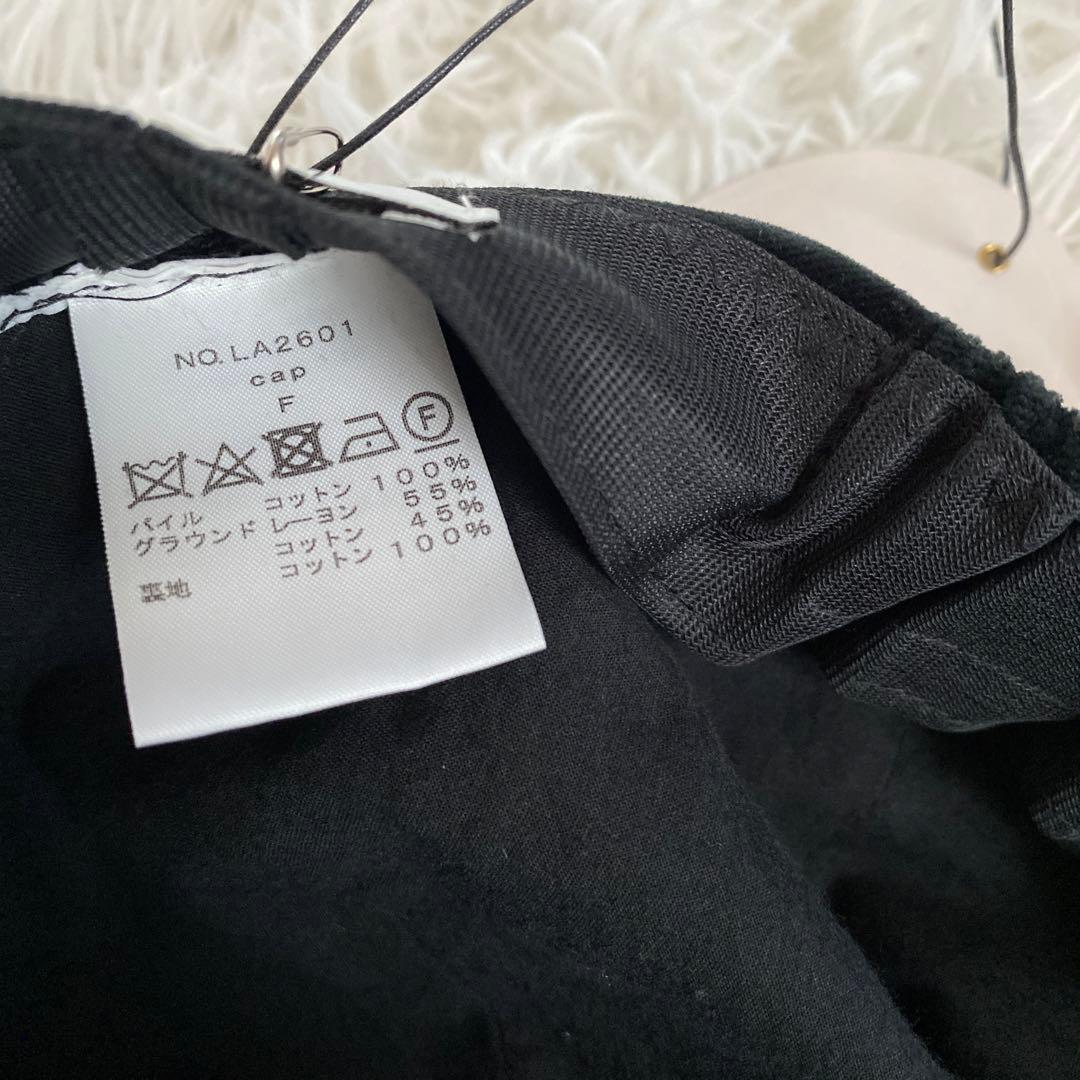 NO.LA2601
cap
F
F
パイル コットン 100%
グラウンド レーヨン 55%
コットン 45%
裏地 コットン 100%